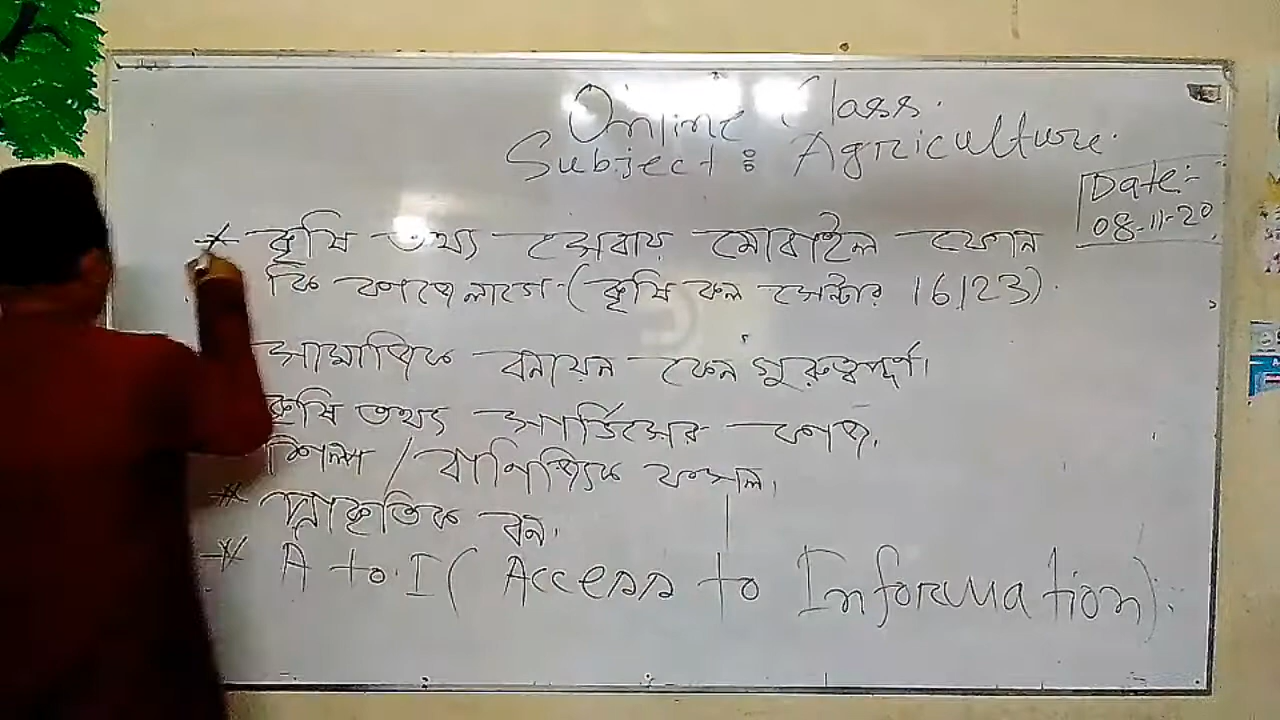 Online Class.
Subject : Agriculture.
Date:-
08-11-20
* কৃষি তথ্য সেবায় মোবাইল ফোন
কি কাজে লাগে-(কৃষি কল সেন্টার 16123).
সামাজিক বনায়ন কেন গুরুত্বপূর্ণ।
কৃষি তথ্য সার্ভিসের কাজ.
শিল্প / বাণিজ্যিক ফসল।
* প্রাকৃতিক বন.
* A to I (Access to Information).